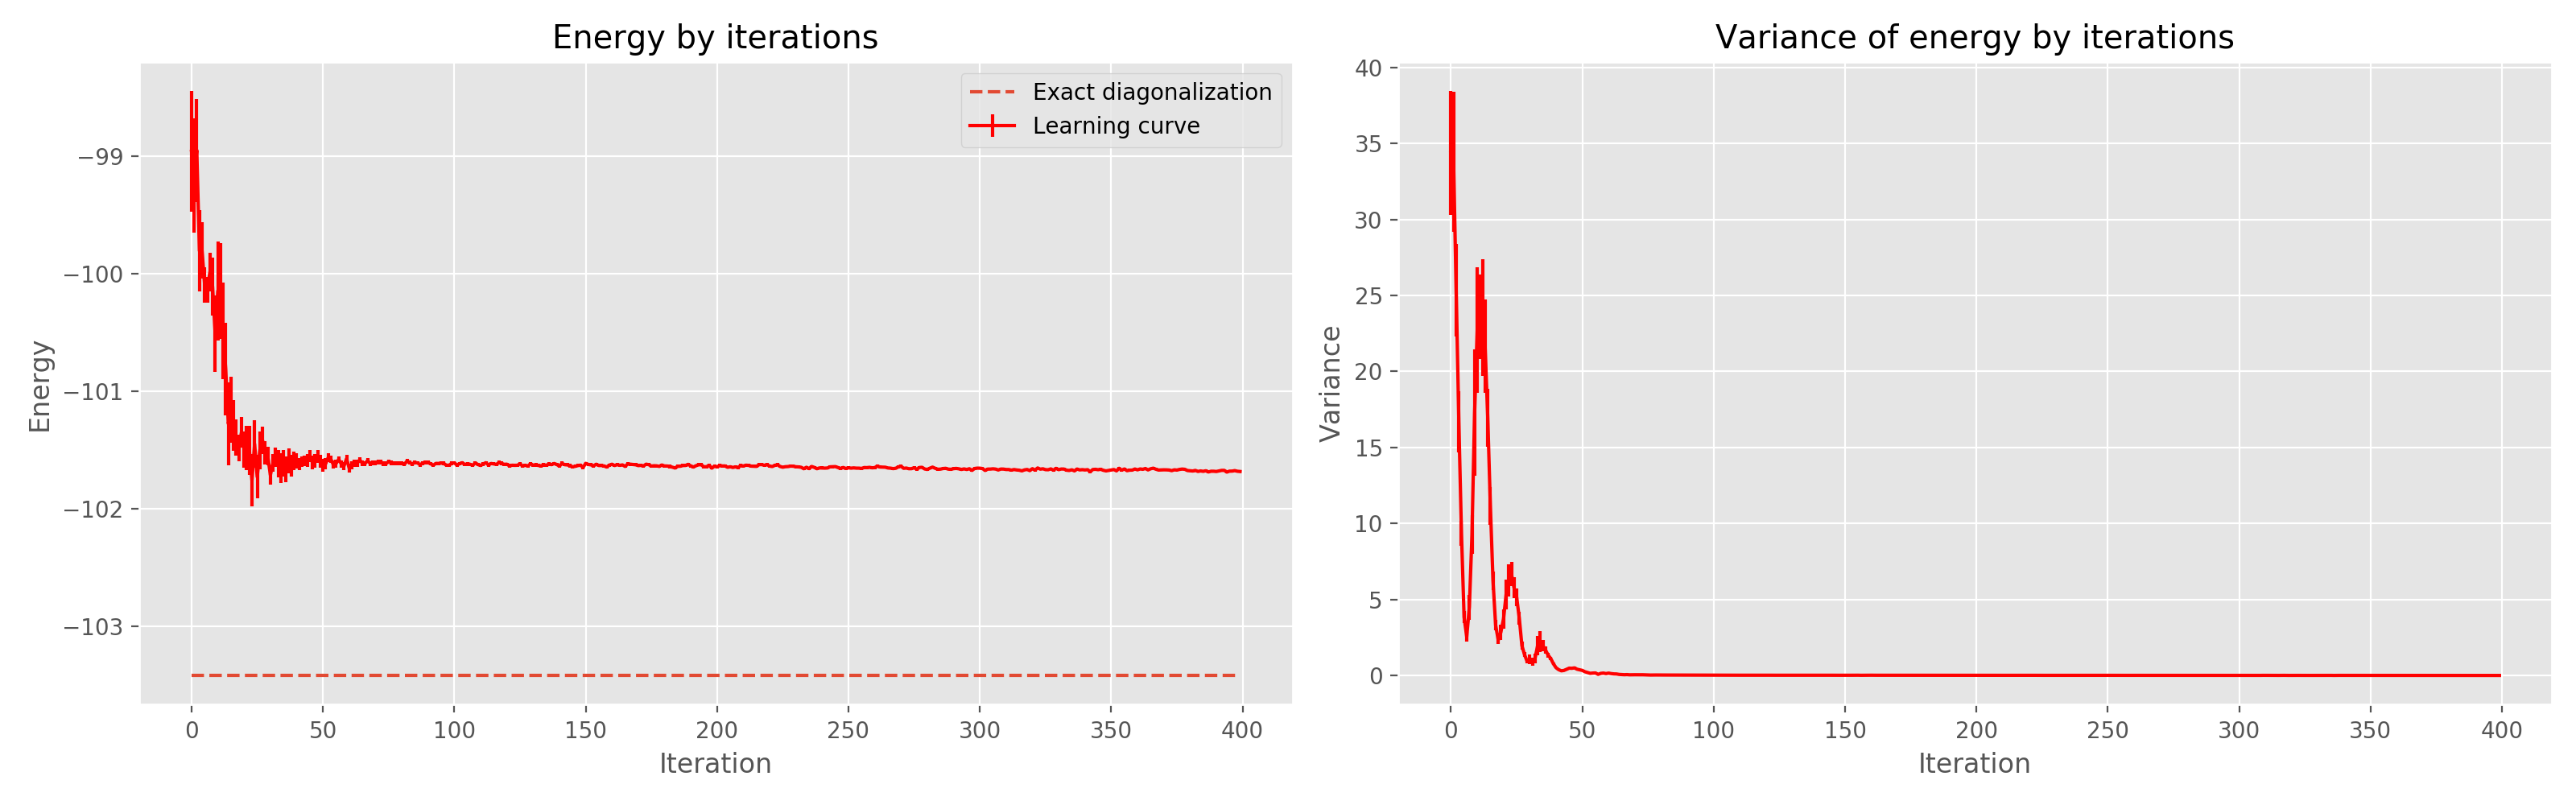 Energy by iterations
Exact diagonalization
Learning curve
−99
−100
−101
−102
−103
Energy
0 50 100 150 200 250 300 350 400
Iteration
Variance of energy by iterations
40
35
30
25
20
15
10
5
0
Variance
0 50 100 150 200 250 300 350 400
Iteration